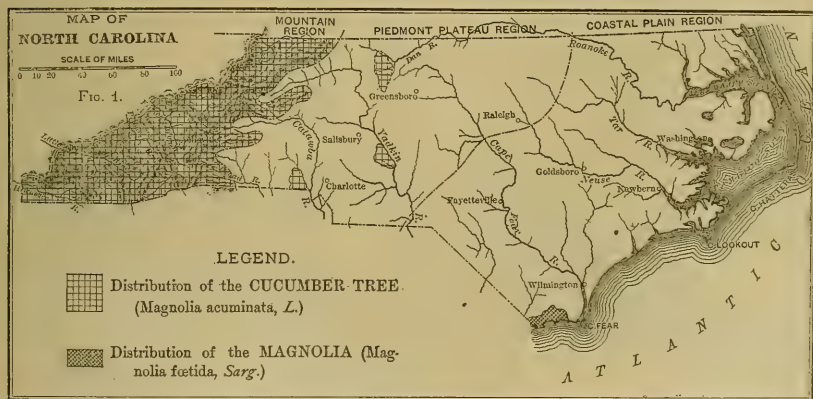 MAP OF
NORTH CAROLINA
SCALE OF MILES
0 10 20 40 60 80 100
FIG. 1.
MOUNTAIN
REGION
PIEDMONT PLATEAU REGION
COASTAL PLAIN REGION
Dan R.
Roanoke
R.
Greensboro
Raleigh
Tar
R.
Washington
Catawba
R.
Salisbury
Yadkin
R.
Cape
Fear
R.
Goldsboro
Neuse
R.
Newbern
Charlotte
Fayetteville
C. HATTERAS
C. LOOKOUT
Wilmington
C. FEAR
ATLANTIC
LEGEND.
Distribution of the CUCUMBER TREE
(Magnolia acuminata, L.)
Distribution of the MAGNOLIA (Mag-
nolia fœtida, Sarg.)